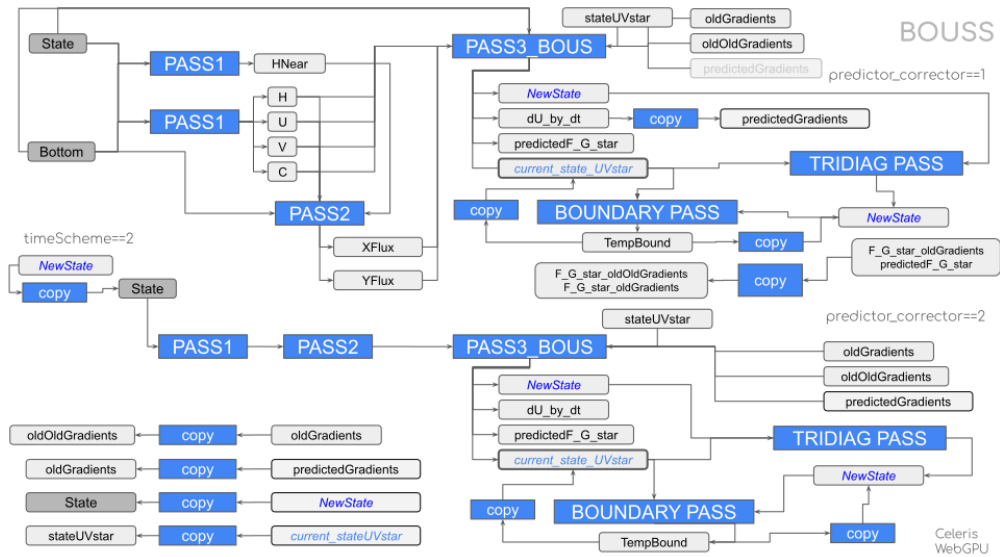 BOUSS
State
stateUVstar
oldGradients
PASS3_BOUS
oldOldGradients
PASS1
HNear
predictedGradients
predictor_corrector==1
NewState
H
PASS1
U
dU_by_dt
copy
predictedGradients
V
predictedF_G_star
Bottom
C
current_state_UVstar
TRIDIAG PASS
copy
BOUNDARY PASS
PASS2
NewState
timeScheme==2
XFlux
TempBound
copy
NewState
F_G_star_oldGradients
predictedF_G_star
YFlux
F_G_star_oldOldGradients
F_G_star_oldGradients
copy
copy
State
stateUVstar
predictor_corrector==2
PASS1
PASS2
PASS3_BOUS
oldGradients
oldOldGradients
NewState
predictedGradients
dU_by_dt
oldOldGradients
copy
oldGradients
predictedF_G_star
TRIDIAG PASS
current_state_UVstar
oldGradients
copy
predictedGradients
NewState
State
copy
NewState
copy
BOUNDARY PASS
stateUVstar
copy
current_stateUVstar
TempBound
copy
Celeris
WebGPU